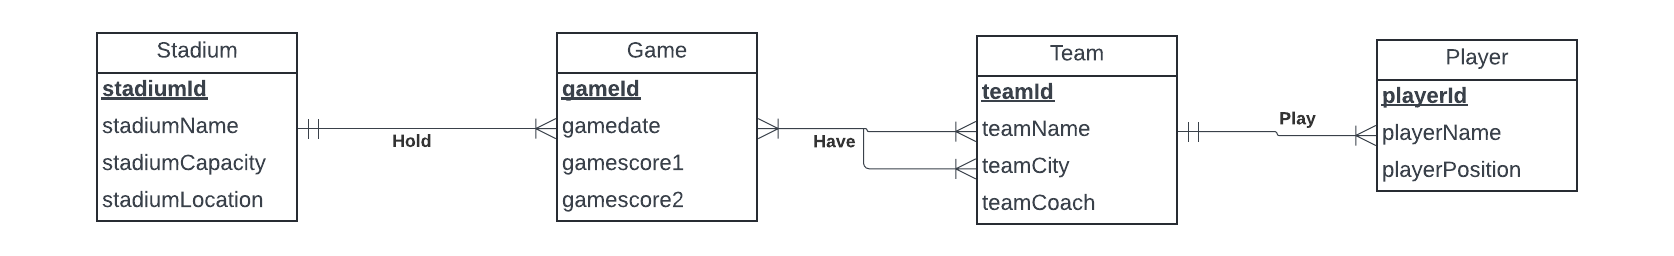 Stadium
stadiumId
stadiumName
stadiumCapacity
stadiumLocation
Hold
Game
gameId
gamedate
gamescore1
gamescore2
Have
Team
teamId
teamName
teamCity
teamCoach
Play
Player
playerId
playerName
playerPosition